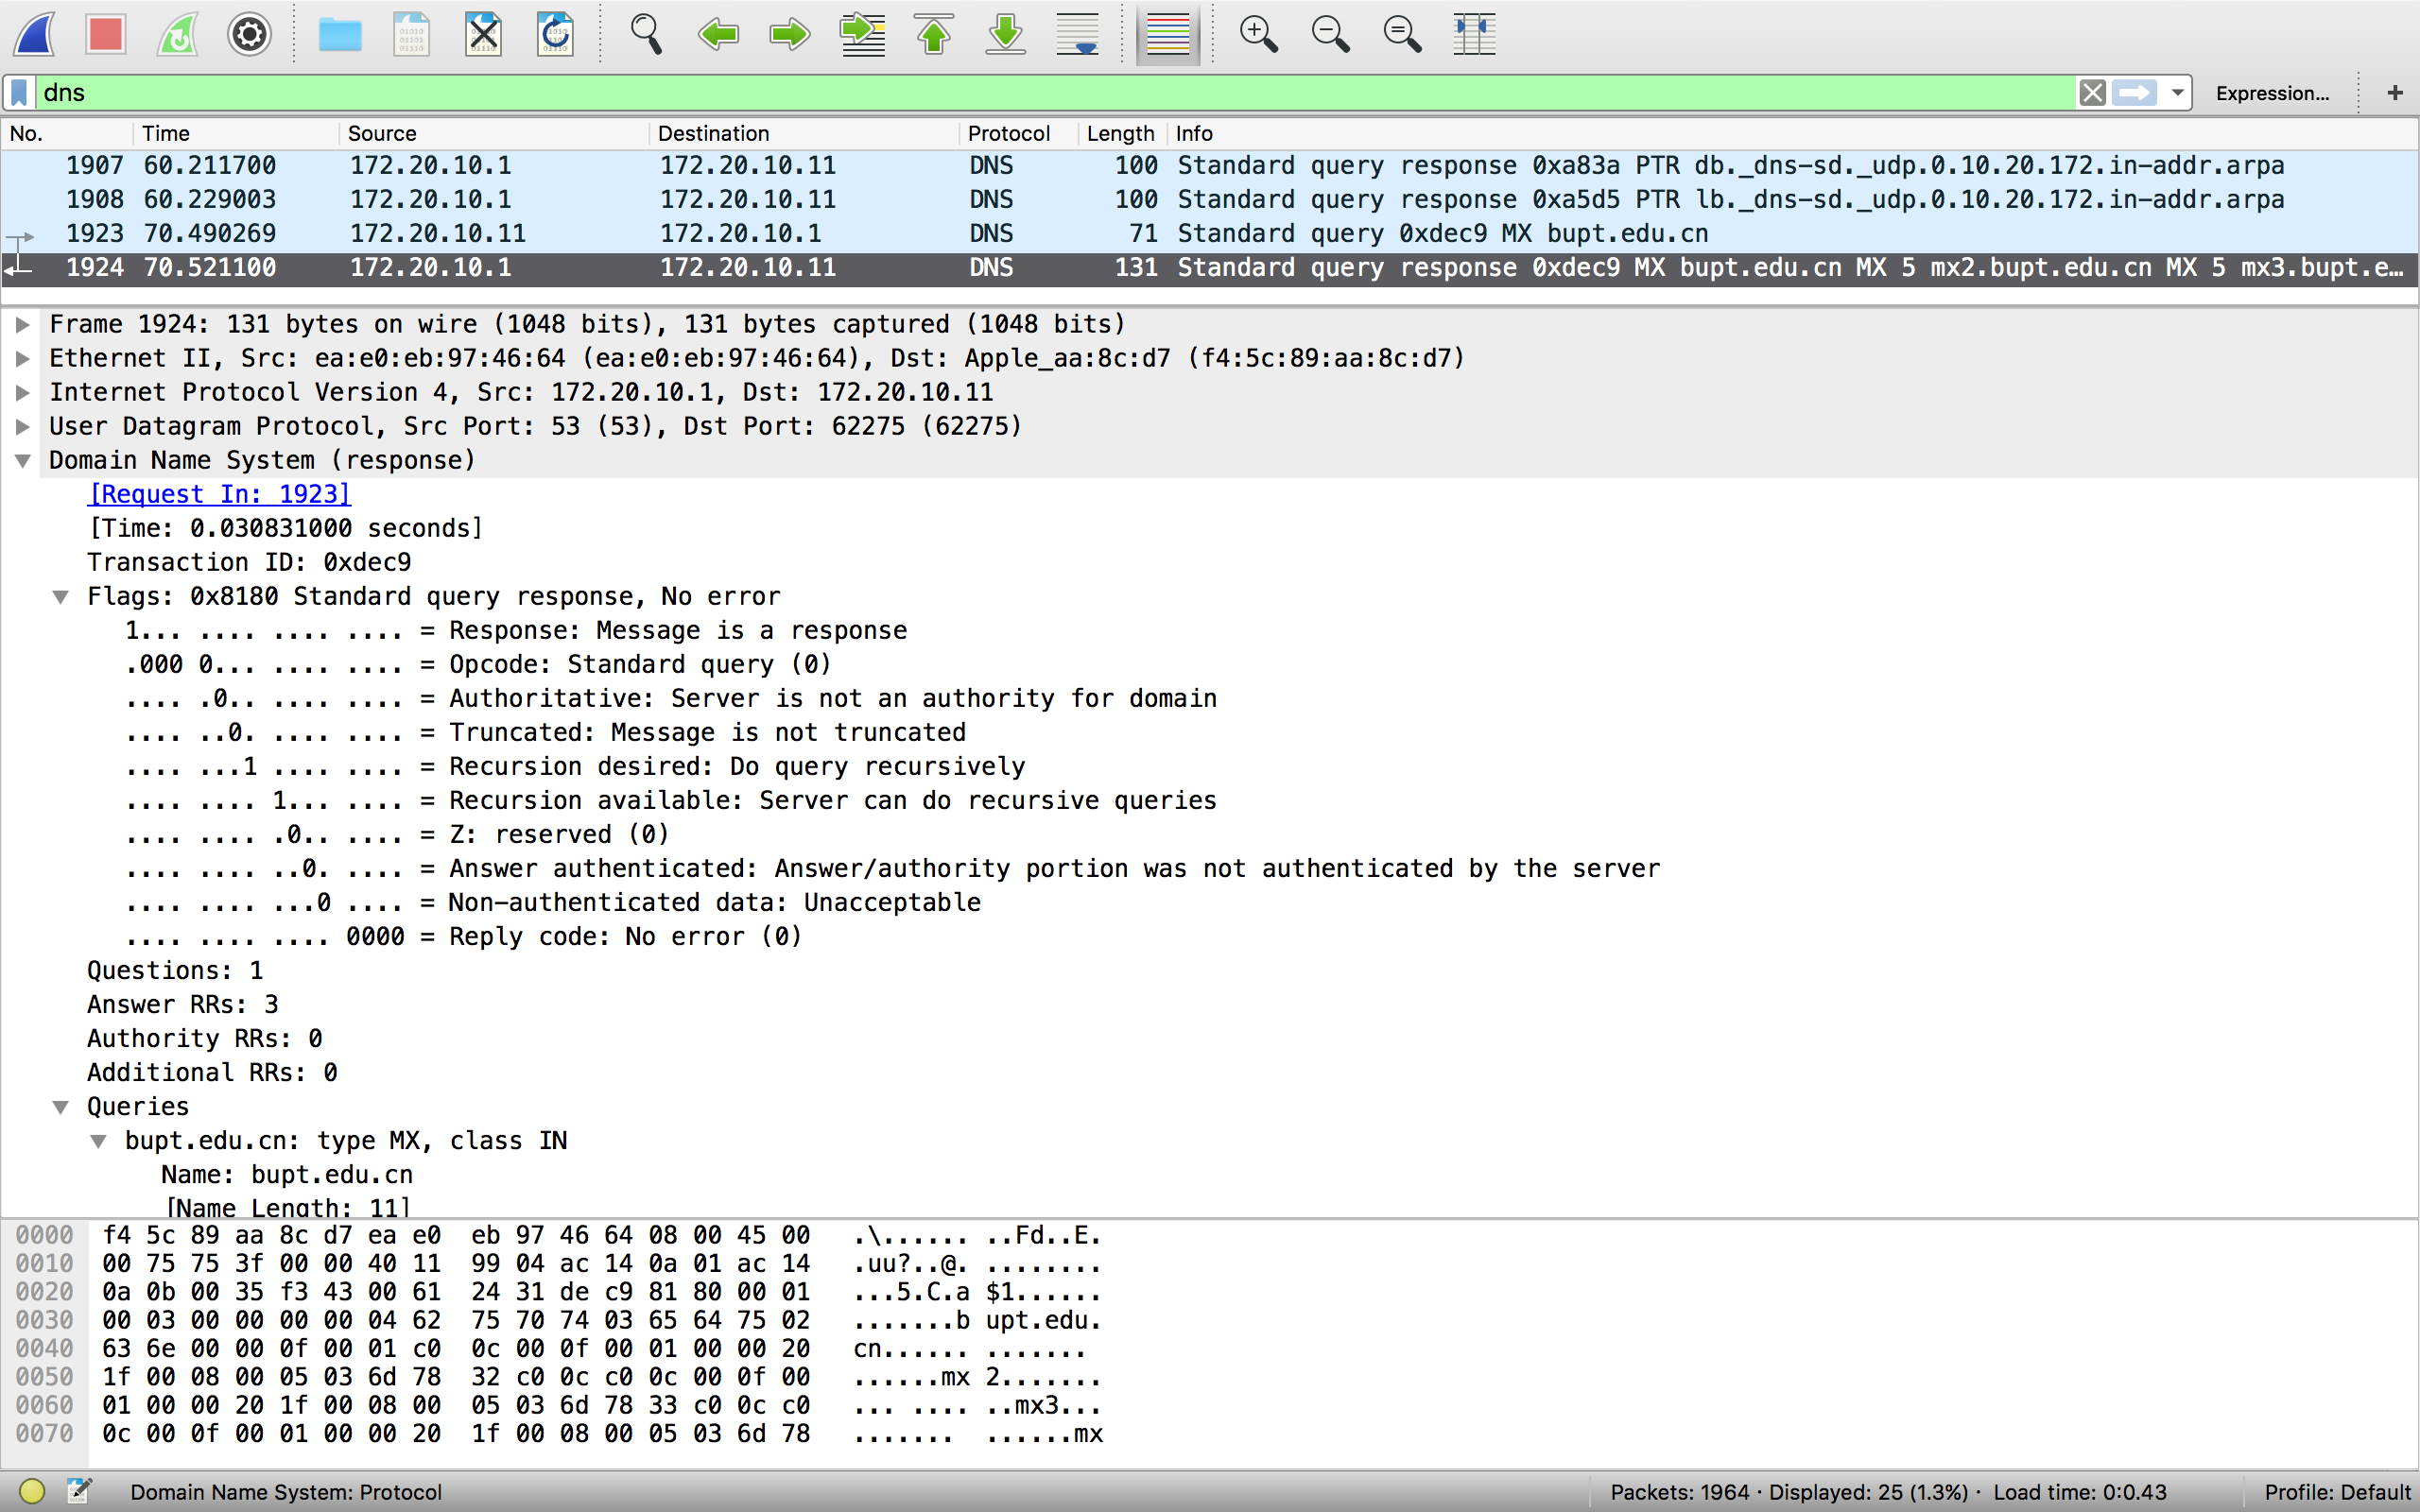 dns
Expression...
+
No. Time Source Destination Protocol Length Info
1907 60.211700 172.20.10.1 172.20.10.11 DNS 100 Standard query response 0xa83a PTR db._dns-sd._udp.0.10.20.172.in-addr.arpa
1908 60.229003 172.20.10.1 172.20.10.11 DNS 100 Standard query response 0xa5d5 PTR lb._dns-sd._udp.0.10.20.172.in-addr.arpa
1923 70.490269 172.20.10.11 172.20.10.1 DNS 71 Standard query 0xdec9 MX bupt.edu.cn
1924 70.521100 172.20.10.1 172.20.10.11 DNS 131 Standard query response 0xdec9 MX bupt.edu.cn MX 5 mx2.bupt.edu.cn MX 5 mx3.bupt.e…
Frame 1924: 131 bytes on wire (1048 bits), 131 bytes captured (1048 bits)
Ethernet II, Src: ea:e0:eb:97:46:64 (ea:e0:eb:97:46:64), Dst: Apple_aa:8c:d7 (f4:5c:89:aa:8c:d7)
Internet Protocol Version 4, Src: 172.20.10.1, Dst: 172.20.10.11
User Datagram Protocol, Src Port: 53 (53), Dst Port: 62275 (62275)
Domain Name System (response)
[Request In: 1923]
[Time: 0.030831000 seconds]
Transaction ID: 0xdec9
Flags: 0x8180 Standard query response, No error
1... .... .... .... = Response: Message is a response
.000 0... .... .... = Opcode: Standard query (0)
.... .0.. .... .... = Authoritative: Server is not an authority for domain
.... ..0. .... .... = Truncated: Message is not truncated
.... ...1 .... .... = Recursion desired: Do query recursively
.... .... 1... .... = Recursion available: Server can do recursive queries
.... .... .0.. .... = Z: reserved (0)
.... .... ..0. .... = Answer authenticated: Answer/authority portion was not authenticated by the server
.... .... ...0 .... = Non-authenticated data: Unacceptable
.... .... .... 0000 = Reply code: No error (0)
Questions: 1
Answer RRs: 3
Authority RRs: 0
Additional RRs: 0
Queries
bupt.edu.cn: type MX, class IN
Name: bupt.edu.cn
[Name Length: 11]
0000 f4 5c 89 aa 8c d7 ea e0 eb 97 46 64 08 00 45 00 .\...... ..Fd..E.
0010 00 75 75 3f 00 00 40 11 99 04 ac 14 0a 01 ac 14 .uu?..@. ........
0020 0a 0b 00 35 f3 43 00 61 24 31 de c9 81 80 00 01 ...5.C.a $1......
0030 00 03 00 00 00 00 04 62 75 70 74 03 65 64 75 02 .......b upt.edu.
0040 63 6e 00 00 0f 00 01 c0 0c 00 0f 00 01 00 00 20 cn...... .......
0050 1f 00 08 00 05 03 6d 78 32 c0 0c c0 0c 00 0f 00 ......mx 2.......
0060 01 00 00 20 1f 00 08 00 05 03 6d 78 33 c0 0c c0 ... .... ..mx3...
0070 0c 00 0f 00 01 00 00 20 1f 00 08 00 05 03 6d 78 ....... ......mx
Domain Name System: Protocol Packets: 1964 · Displayed: 25 (1.3%) · Load time: 0:0.43 Profile: Default